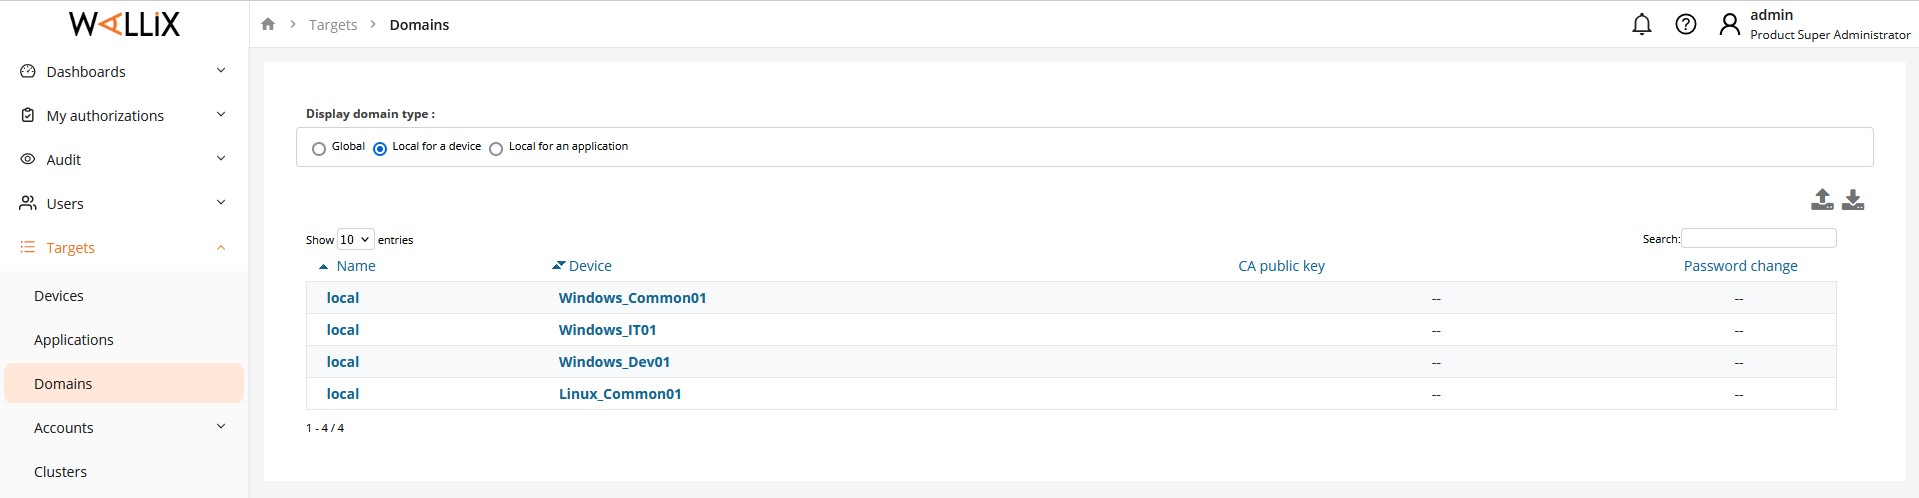 WALLIX
Targets
Domains
admin
Product Super Administrator
Dashboards
My authorizations
Audit
Users
Targets
Devices
Applications
Domains
Accounts
Clusters
Display domain type :
Global Local for a device Local for an application
Show 10 entries
Search:
Name Device CA public key Password change
local Windows_Common01 -- --
local Windows_IT01 -- --
local Windows_Dev01 -- --
local Linux_Common01 -- --
1 - 4 / 4